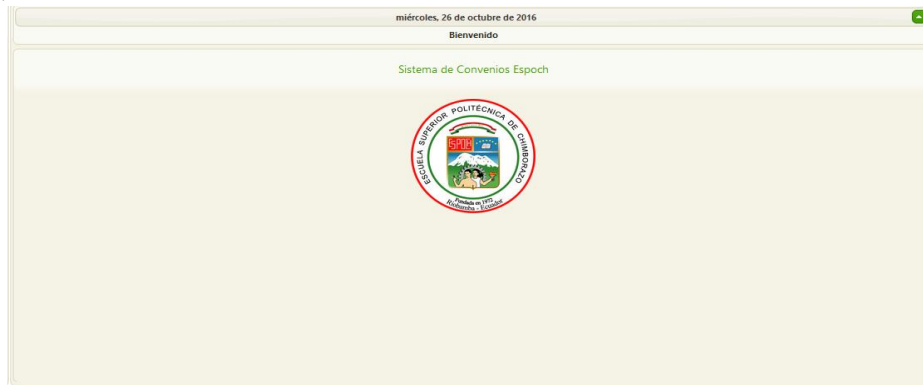 miércoles, 26 de octubre de 2016
Bienvenido
Sistema de Convenios Espoch
ESCUELA SUPERIOR POLITÉCNICA DE CHIMBORAZO
ESPOCH
Fundada en 1972
Riobamba - Ecuador